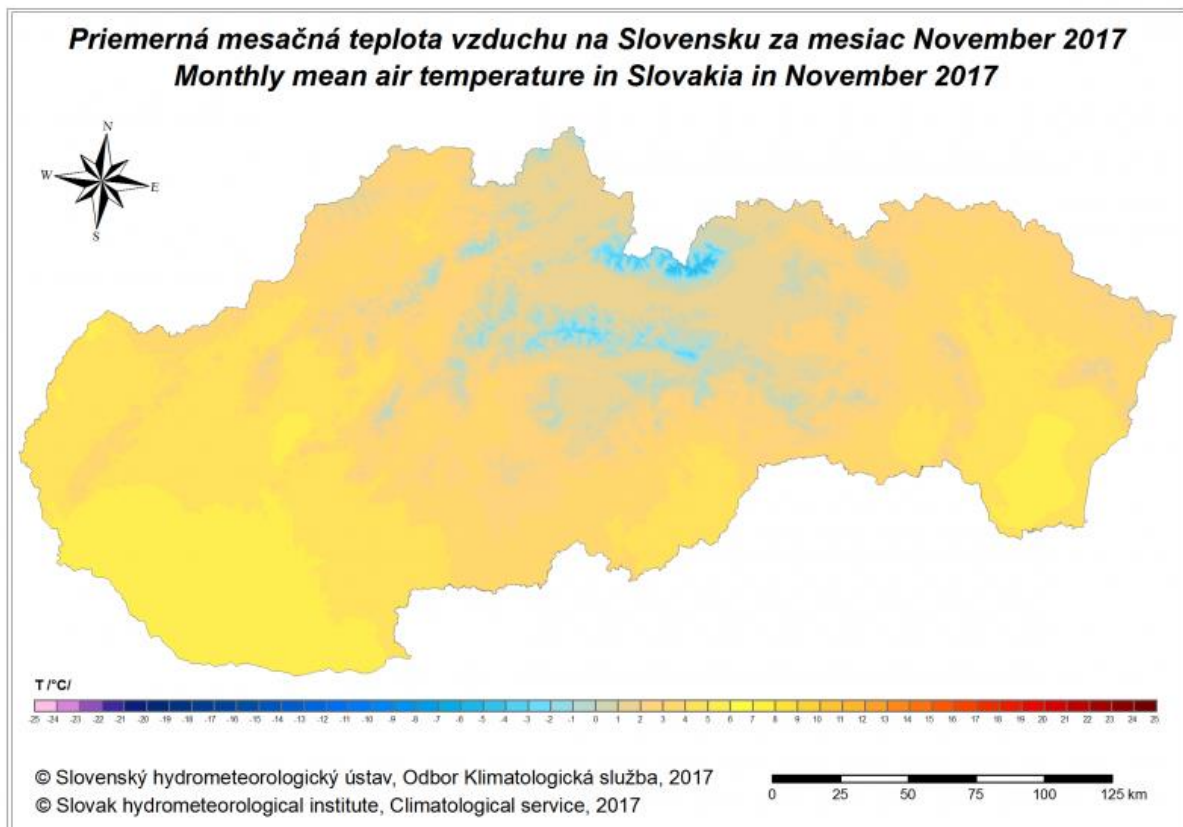 Priemerná mesačná teplota vzduchu na Slovensku za mesiac November 2017
Monthly mean air temperature in Slovakia in November 2017
N
W E
S
T /°C/
-25 -24 -23 -22 -21 -20 -19 -18 -17 -16 -15 -14 -13 -12 -11 -10 -9 -8 -7 -6 -5 -4 -3 -2 -1 0 1 2 3 4 5 6 7 8 9 10 11 12 13 14 15 16 17 18 19 20 21 22 23 24 25
© Slovenský hydrometeorologický ústav, Odbor Klimatologická služba, 2017
© Slovak hydrometeorological institute, Climatological service, 2017
0 25 50 75 100 125 km